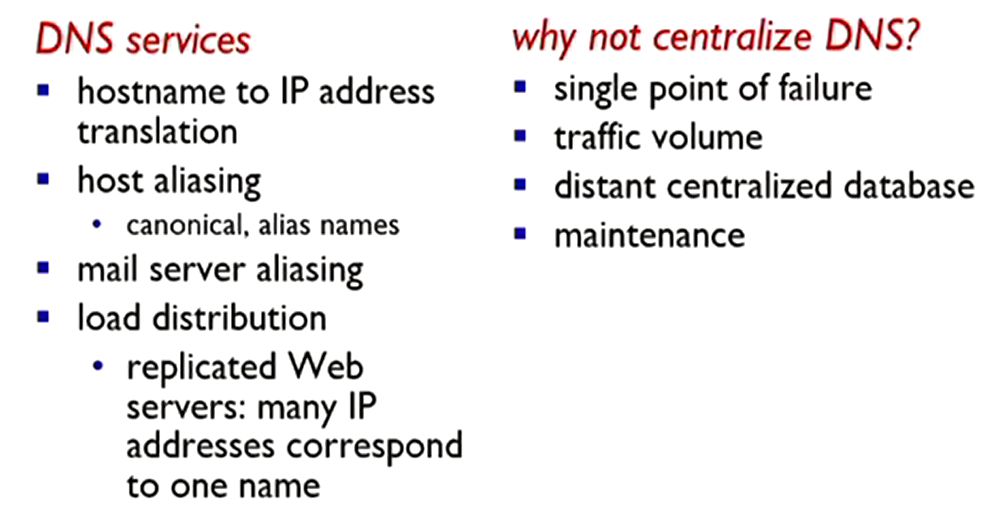 DNS services
▪ hostname to IP address
translation
▪ host aliasing
• canonical, alias names
▪ mail server aliasing
▪ load distribution
• replicated Web
servers: many IP
addresses correspond
to one name
why not centralize DNS?
▪ single point of failure
▪ traffic volume
▪ distant centralized database
▪ maintenance